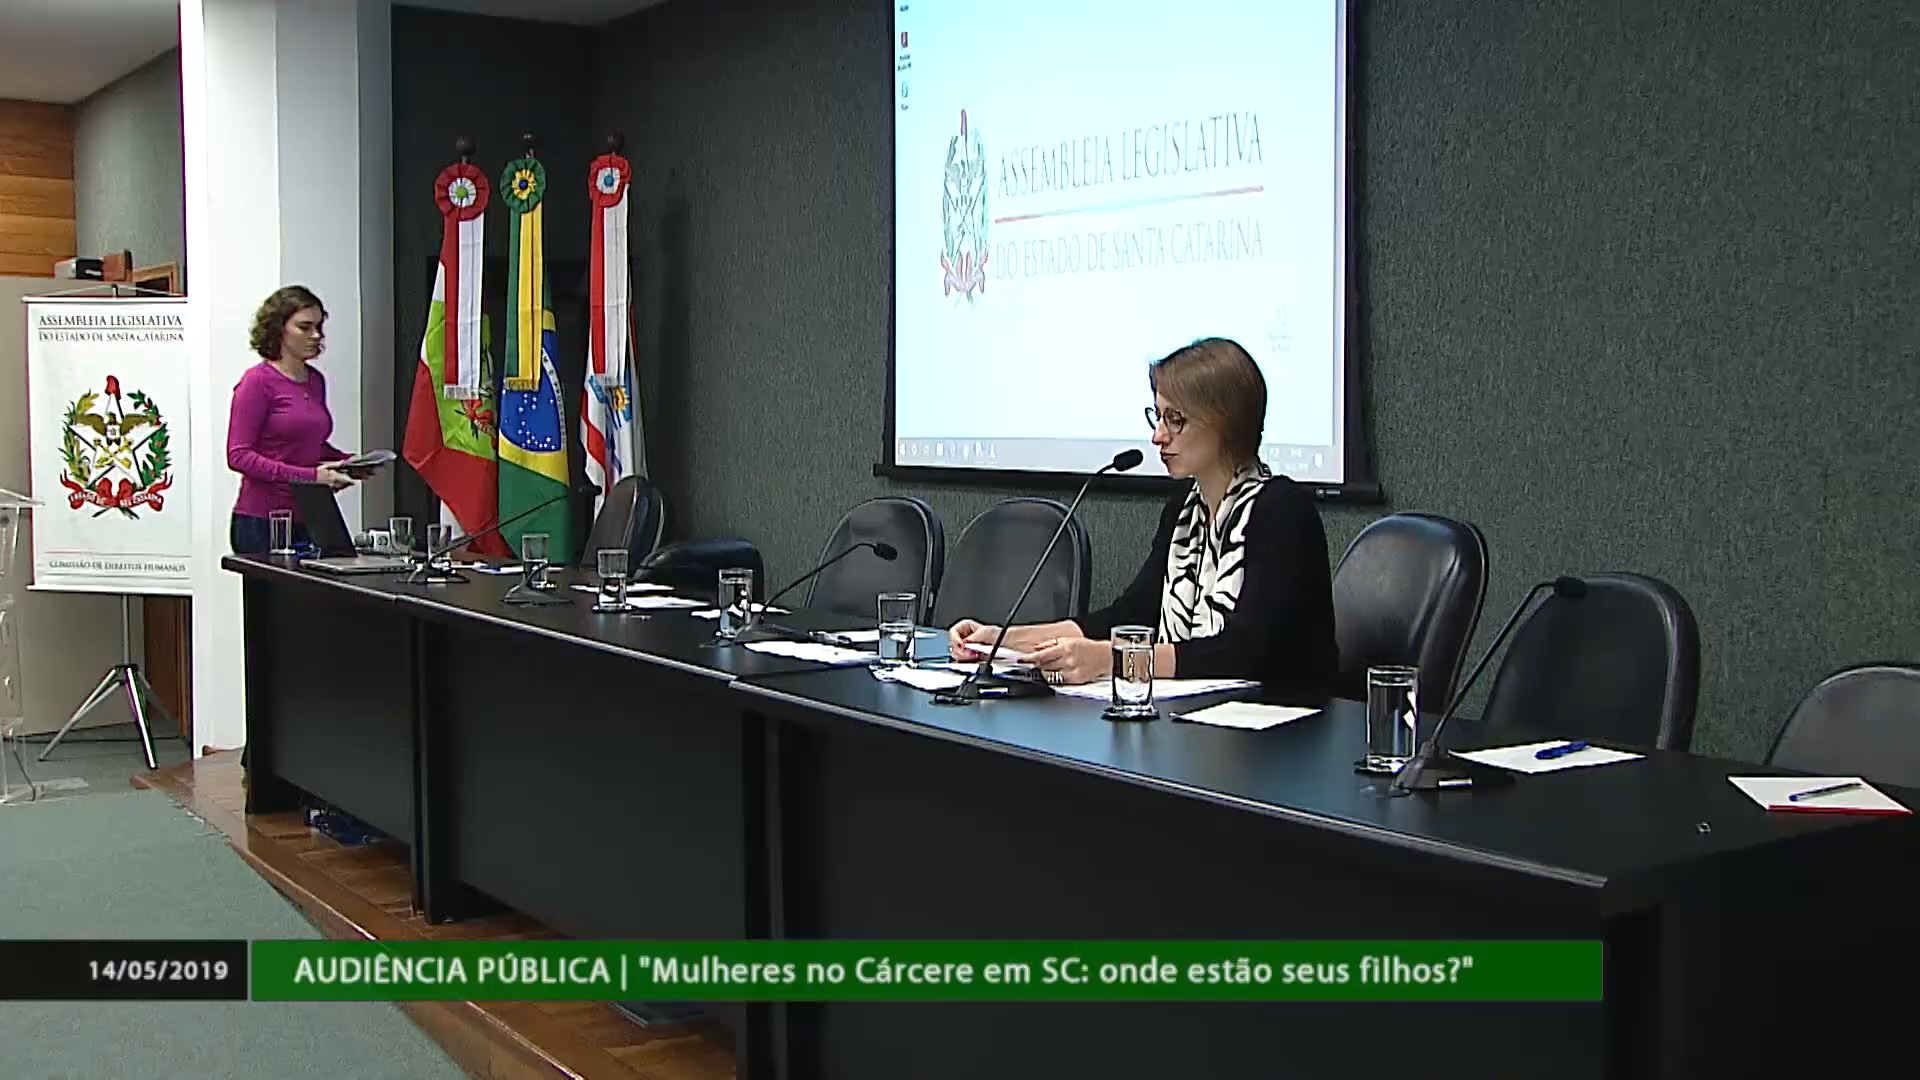 ASSEMBLEIA LEGISLATIVA
DO ESTADO DE SANTA CATARINA
ASSEMBLEIA LEGISLATIVA
DO ESTADO DE SANTA CATARINA
COMISSÃO DE DIREITOS HUMANOS
14/05/2019
AUDIÊNCIA PÚBLICA | "Mulheres no Cárcere em SC: onde estão seus filhos?"